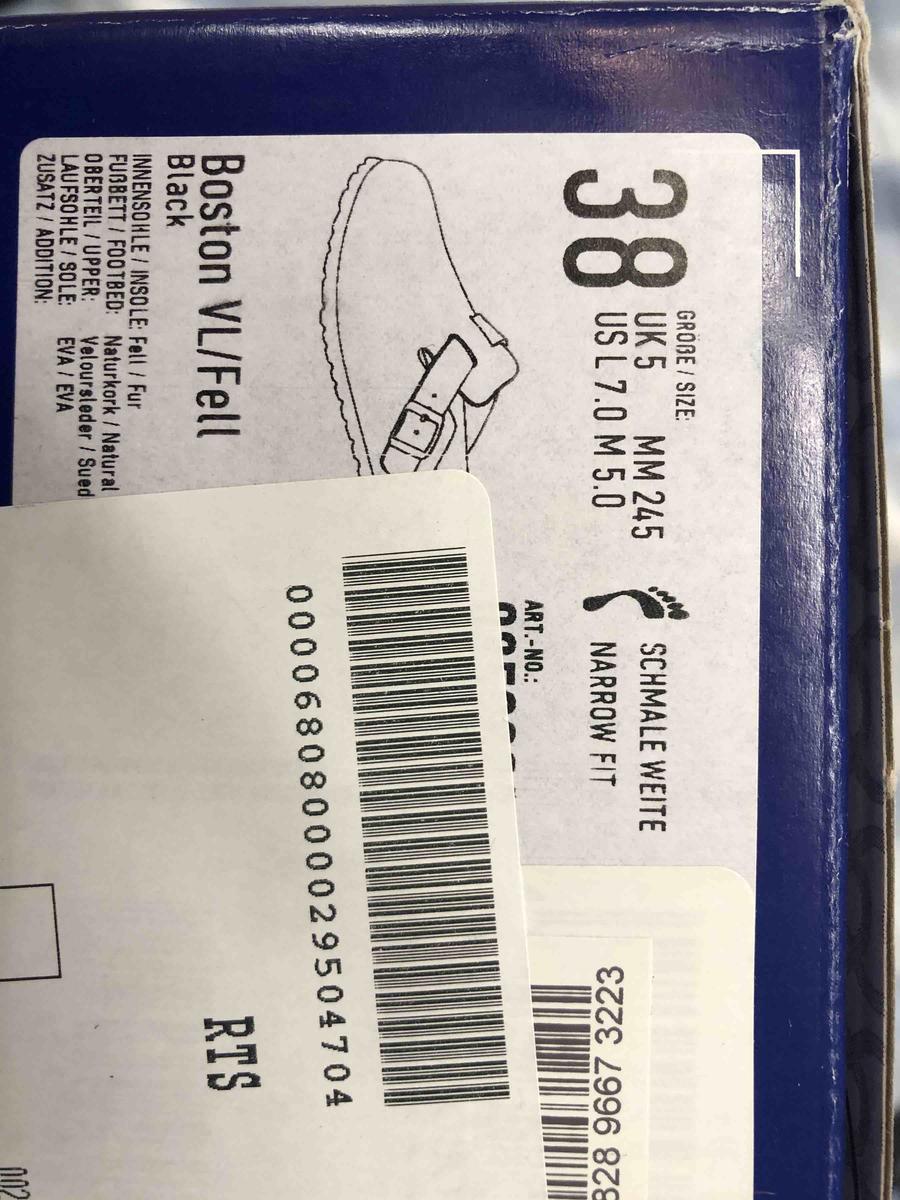 38
GRÖßE / SIZE:
UK 5 MM 245
US L 7.0 M 5.0
SCHMALE WEITE
NARROW FIT
ART.-NO.:
Boston VL/Fell
Black
INNENSOHLE / INSOLE: Fell / Fur
FUßBETT / FOOTBED: Naturkork / Natural
OBERTEIL / UPPER: Veloursleder / Sued
LAUFSOHLE / SOLE: EVA / EVA
ZUSATZ / ADDITION:
00006808000029504704
RTS
828 9667 3223
002